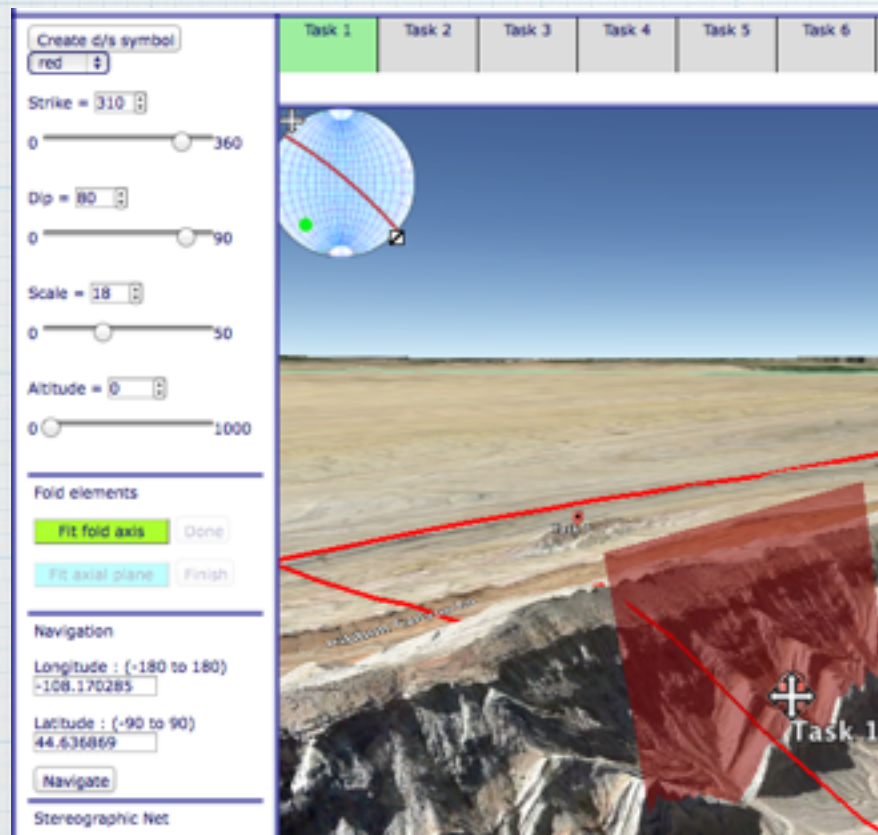 Create d/s symbol
red
Strike = 310
0 360
Dip = 80
0 90
Scale = 18
0 50
Altitude = 0
0 1000
Fold elements
Fit fold axis Done
Fit axial plane Finish
Navigation
Longitude : (-180 to 180)
-108.170285
Latitude : (-90 to 90)
44.636869
Navigate
Stereographic Net
Task 1 Task 2 Task 3 Task 4 Task 5 Task 6
Task 1